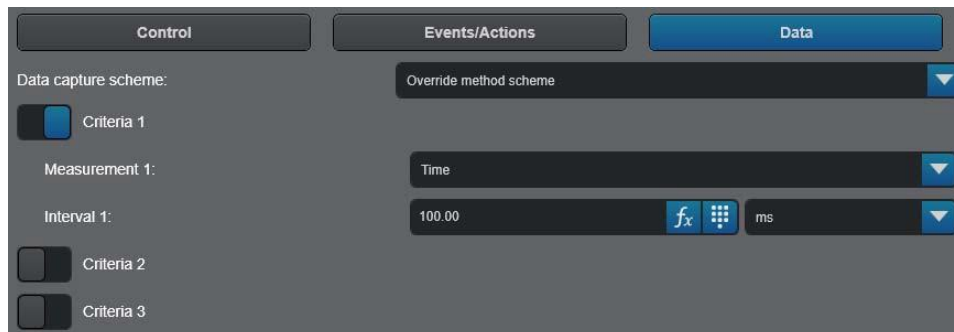 Control Events/Actions Data
Data capture scheme: Override method scheme
Criteria 1
Measurement 1: Time
Interval 1: 100.00 fx ms
Criteria 2
Criteria 3